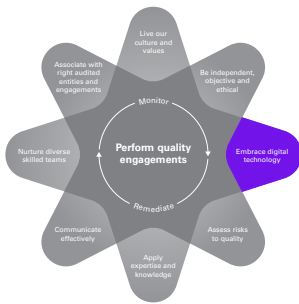 Live our
culture and
values
Associate with
right audited
entities and
engagements
Be independent,
objective and
ethical
Monitor
Nurture diverse
skilled teams
Perform quality
engagements
Embrace digital
technology
Remediate
Communicate
effectively
Assess risks
to quality
Apply
expertise and
knowledge